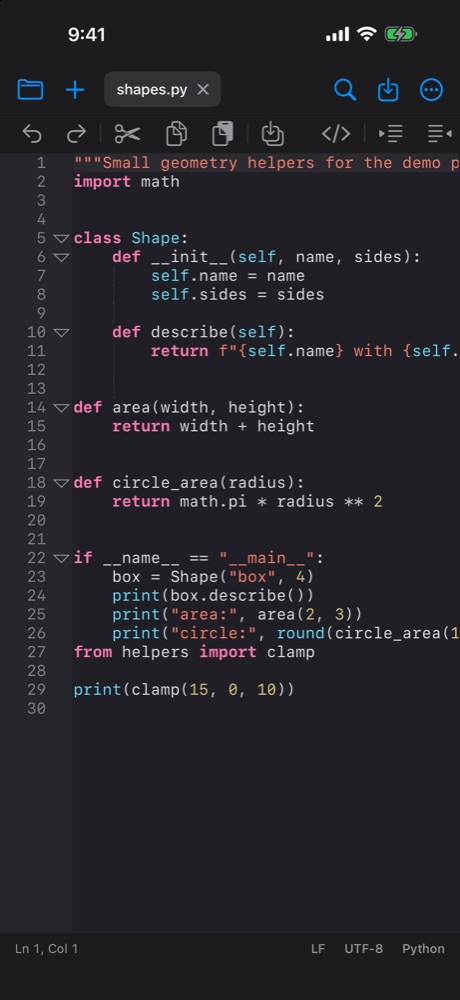 9:41
shapes.py
1 """Small geometry helpers for the demo p
2 import math
3
4
5 class Shape:
6     def __init__(self, name, sides):
7         self.name = name
8         self.sides = sides
9
10     def describe(self):
11         return f"{self.name} with {self.
12
13
14 def area(width, height):
15     return width + height
16
17
18 def circle_area(radius):
19     return math.pi * radius ** 2
20
21
22 if __name__ == "__main__":
23     box = Shape("box", 4)
24     print(box.describe())
25     print("area:", area(2, 3))
26     print("circle:", round(circle_area(1
27 from helpers import clamp
28
29 print(clamp(15, 0, 10))
30
Ln 1, Col 1 LF UTF-8 Python